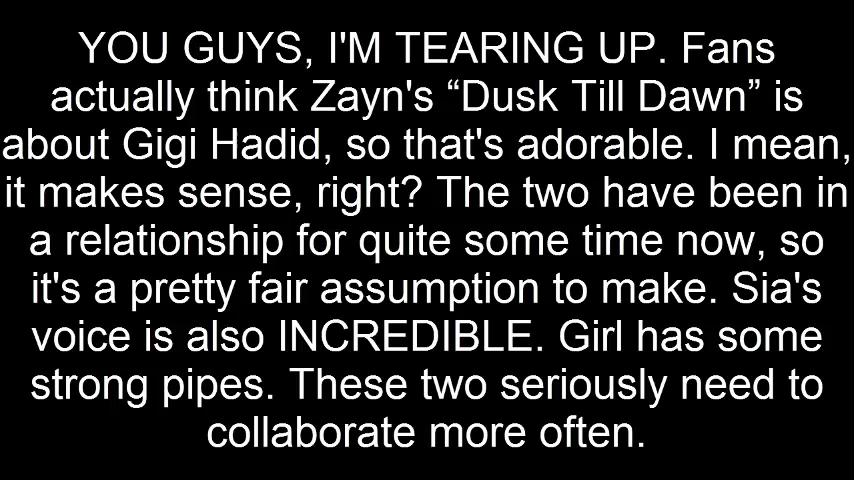 YOU GUYS, I'M TEARING UP. Fans
actually think Zayn's “Dusk Till Dawn” is
about Gigi Hadid, so that's adorable. I mean,
it makes sense, right? The two have been in
a relationship for quite some time now, so
it's a pretty fair assumption to make. Sia's
voice is also INCREDIBLE. Girl has some
strong pipes. These two seriously need to
collaborate more often.